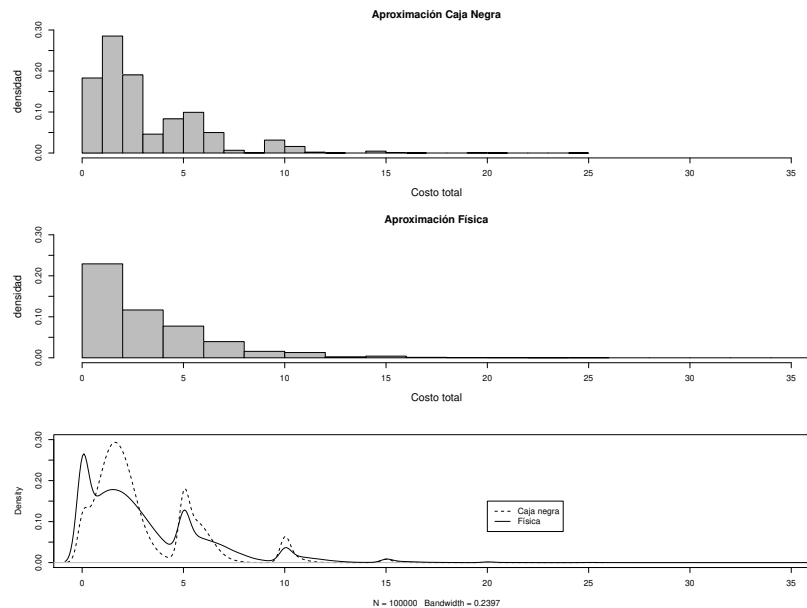 Aproximación Caja Negra
densidad
0.00 0.10 0.20 0.30
0 5 10 15 20 25 30 35
Costo total
Aproximación Física
densidad
0.00 0.10 0.20 0.30
0 5 10 15 20 25 30 35
Costo total
Density
0.00 0.10 0.20 0.30
Caja negra
Física
0 5 10 15 20 25 30 35
N = 100000 Bandwidth = 0.2397